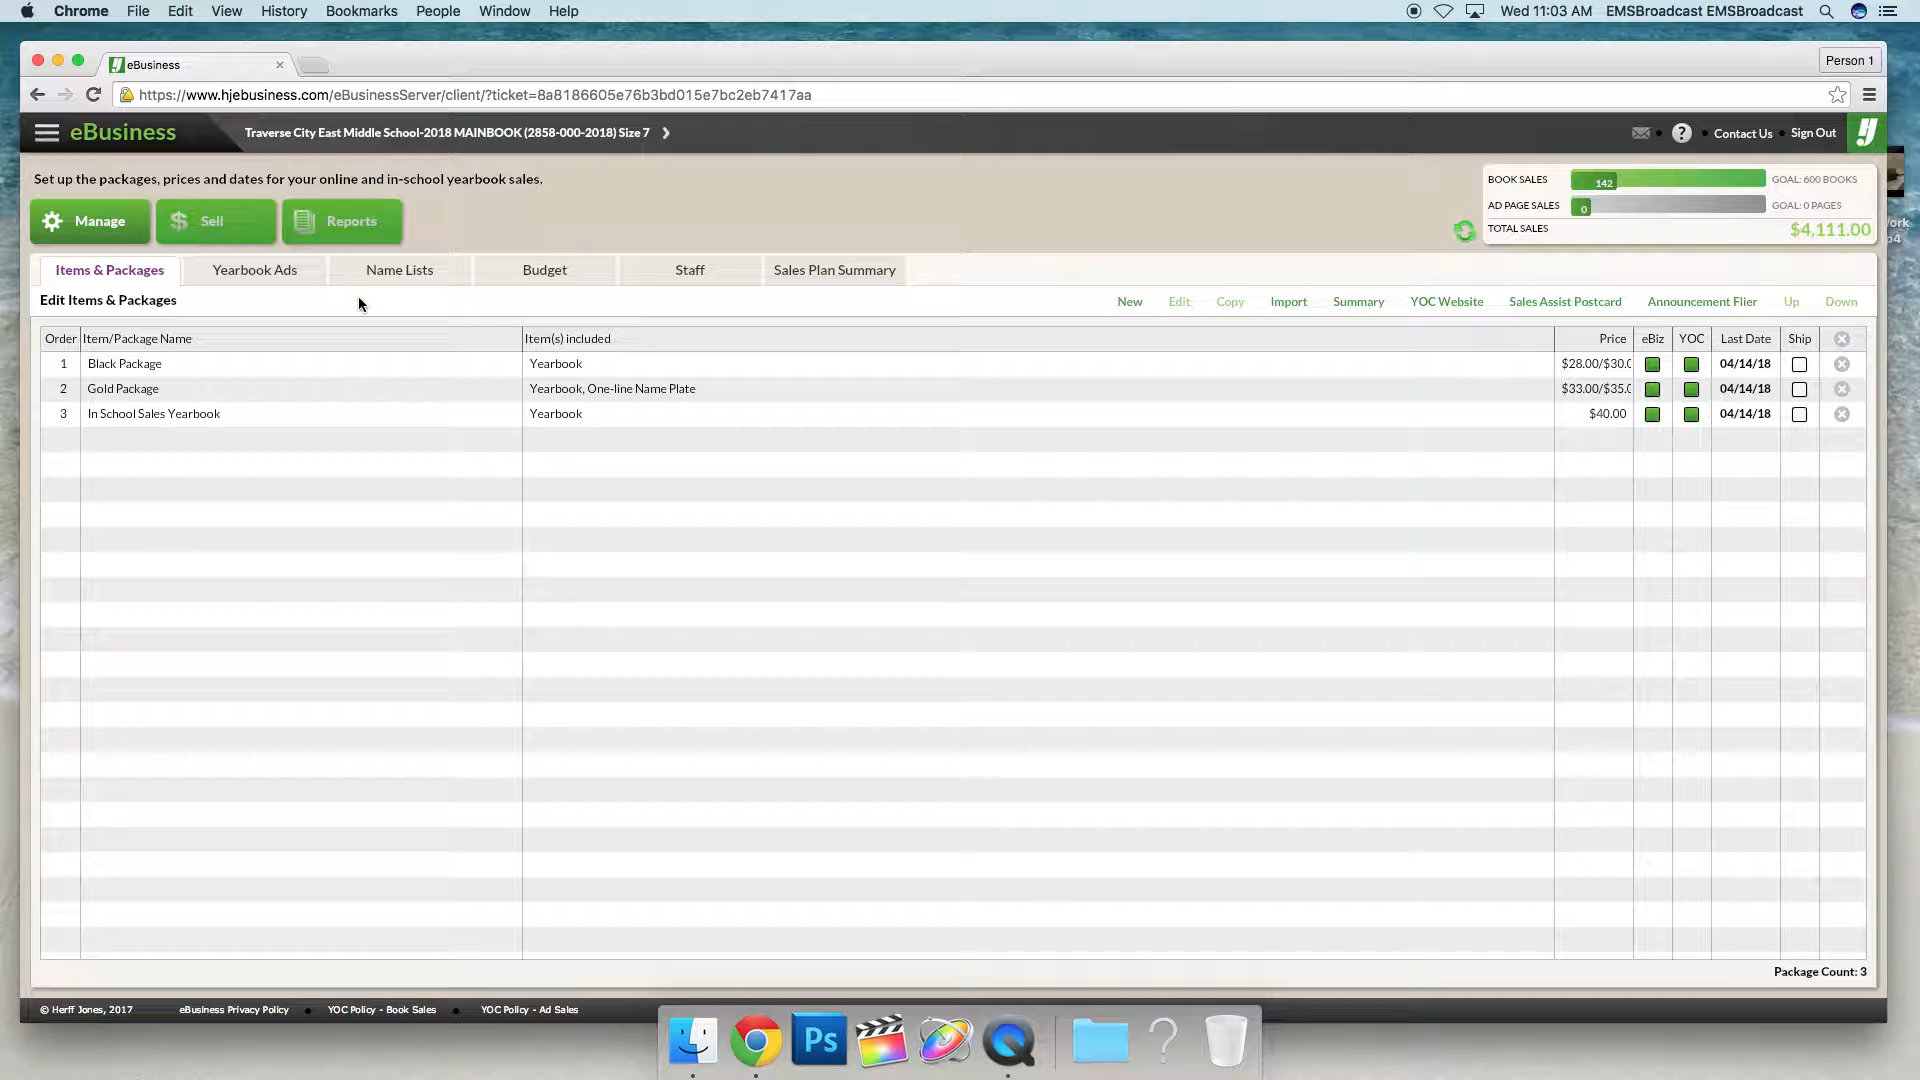 Chrome File Edit View History Bookmarks People Window Help Wed 11:03 AM EMSBroadcast EMSBroadcast
eBusiness Person 1
https://www.hjebusiness.com/eBusinessServer/client/?ticket=8a8186605e76b3bd015e7bc2eb7417aa
eBusiness Traverse City East Middle School-2018 MAINBOOK (2858-000-2018) Size 7 ? Contact Us Sign Out
Set up the packages, prices and dates for your online and in-school yearbook sales.
BOOK SALES 142 GOAL: 600 BOOKS
AD PAGE SALES 0 GOAL: 0 PAGES
TOTAL SALES $4,111.00
Manage $ Sell Reports
Items & Packages Yearbook Ads Name Lists Budget Staff Sales Plan Summary
Edit Items & Packages New Edit Copy Import Summary YOC Website Sales Assist Postcard Announcement Flier Up Down
Order Item/Package Name Item(s) included Price eBiz YOC Last Date Ship
1 Black Package Yearbook $28.00/$30.0 04/14/18
2 Gold Package Yearbook, One-line Name Plate $33.00/$35.0 04/14/18
3 In School Sales Yearbook Yearbook $40.00 04/14/18
Package Count: 3
© Herff Jones, 2017 eBusiness Privacy Policy YOC Policy - Book Sales YOC Policy - Ad Sales
Ps ?